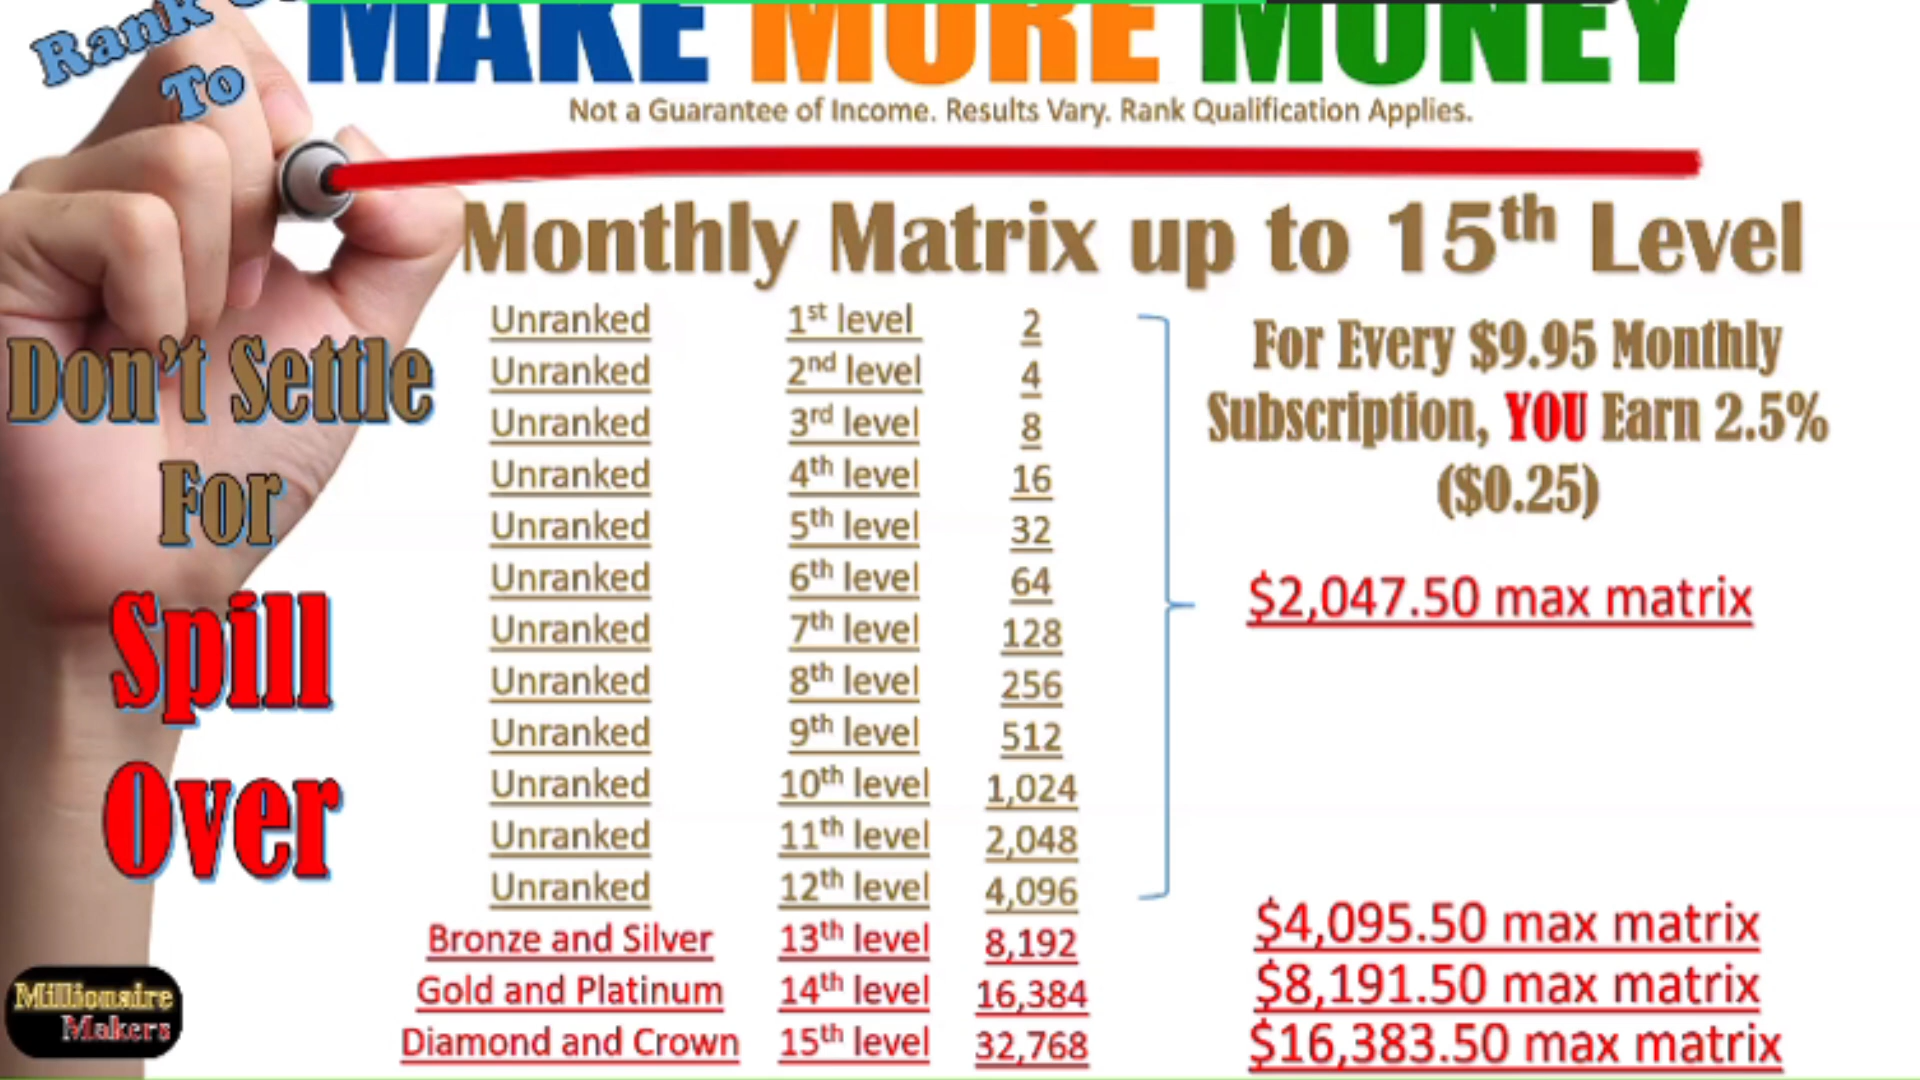 Rank
To
MAKE MORE MONEY
Not a Guarantee of Income. Results Vary. Rank Qualification Applies.
Monthly Matrix up to 15th Level
Don't Settle
For
Spill
Over
Unranked 1st level 2
Unranked 2nd level 4
Unranked 3rd level 8
Unranked 4th level 16
Unranked 5th level 32
Unranked 6th level 64
Unranked 7th level 128
Unranked 8th level 256
Unranked 9th level 512
Unranked 10th level 1,024
Unranked 11th level 2,048
Unranked 12th level 4,096
Bronze and Silver 13th level 8,192
Gold and Platinum 14th level 16,384
Diamond and Crown 15th level 32,768
For Every $9.95 Monthly
Subscription, YOU Earn 2.5%
($0.25)
$2,047.50 max matrix
$4,095.50 max matrix
$8,191.50 max matrix
$16,383.50 max matrix
Millionaire
Makers